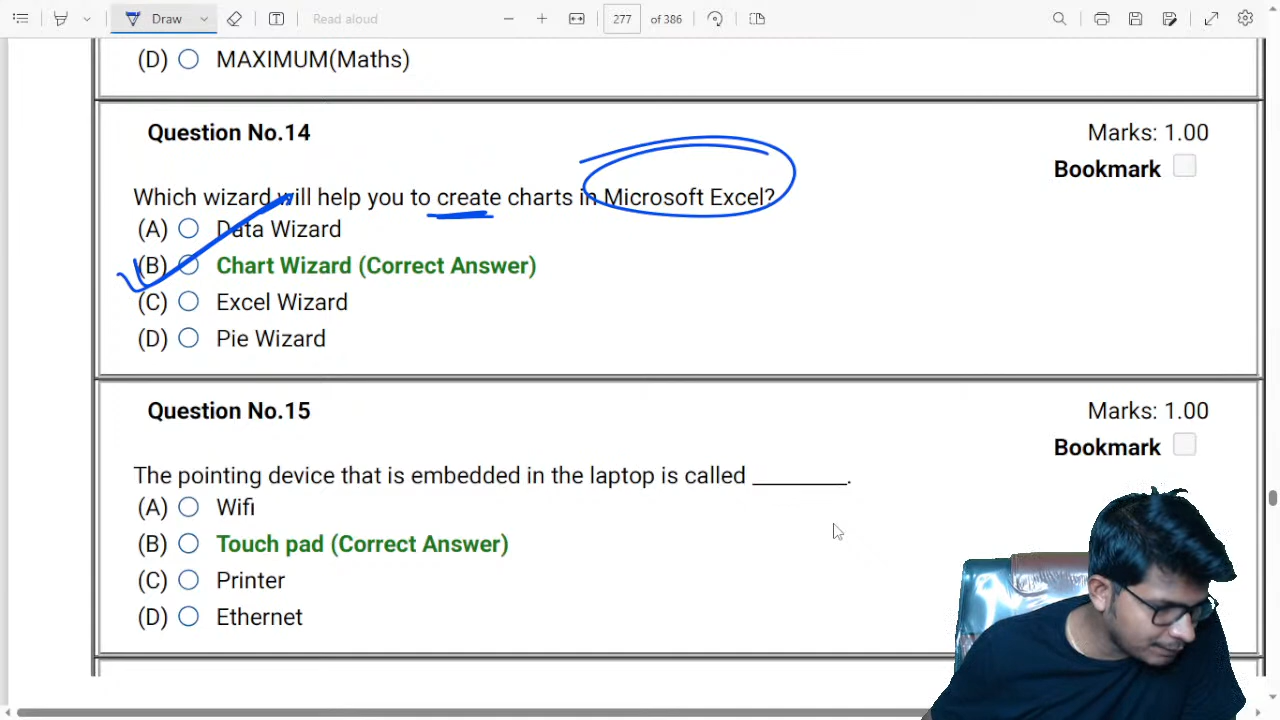 Draw
Read aloud
277 of 386
(D) MAXIMUM(Maths)
Question No.14
Marks: 1.00
Bookmark
Which wizard will help you to create charts in Microsoft Excel?
(A) Data Wizard
(B) Chart Wizard (Correct Answer)
(C) Excel Wizard
(D) Pie Wizard
Question No.15
Marks: 1.00
Bookmark
The pointing device that is embedded in the laptop is called ________.
(A) Wifi
(B) Touch pad (Correct Answer)
(C) Printer
(D) Ethernet